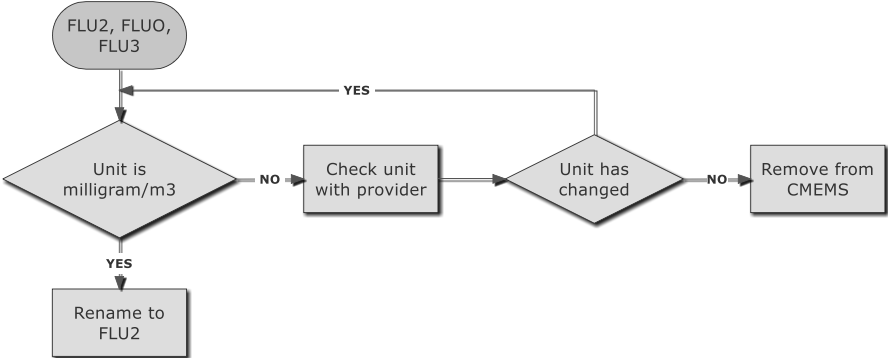 FLU2, FLUO,
FLU3
YES
Unit is
milligram/m3
NO
Check unit
with provider
Unit has
changed
NO
Remove from
CMEMS
YES
Rename to
FLU2